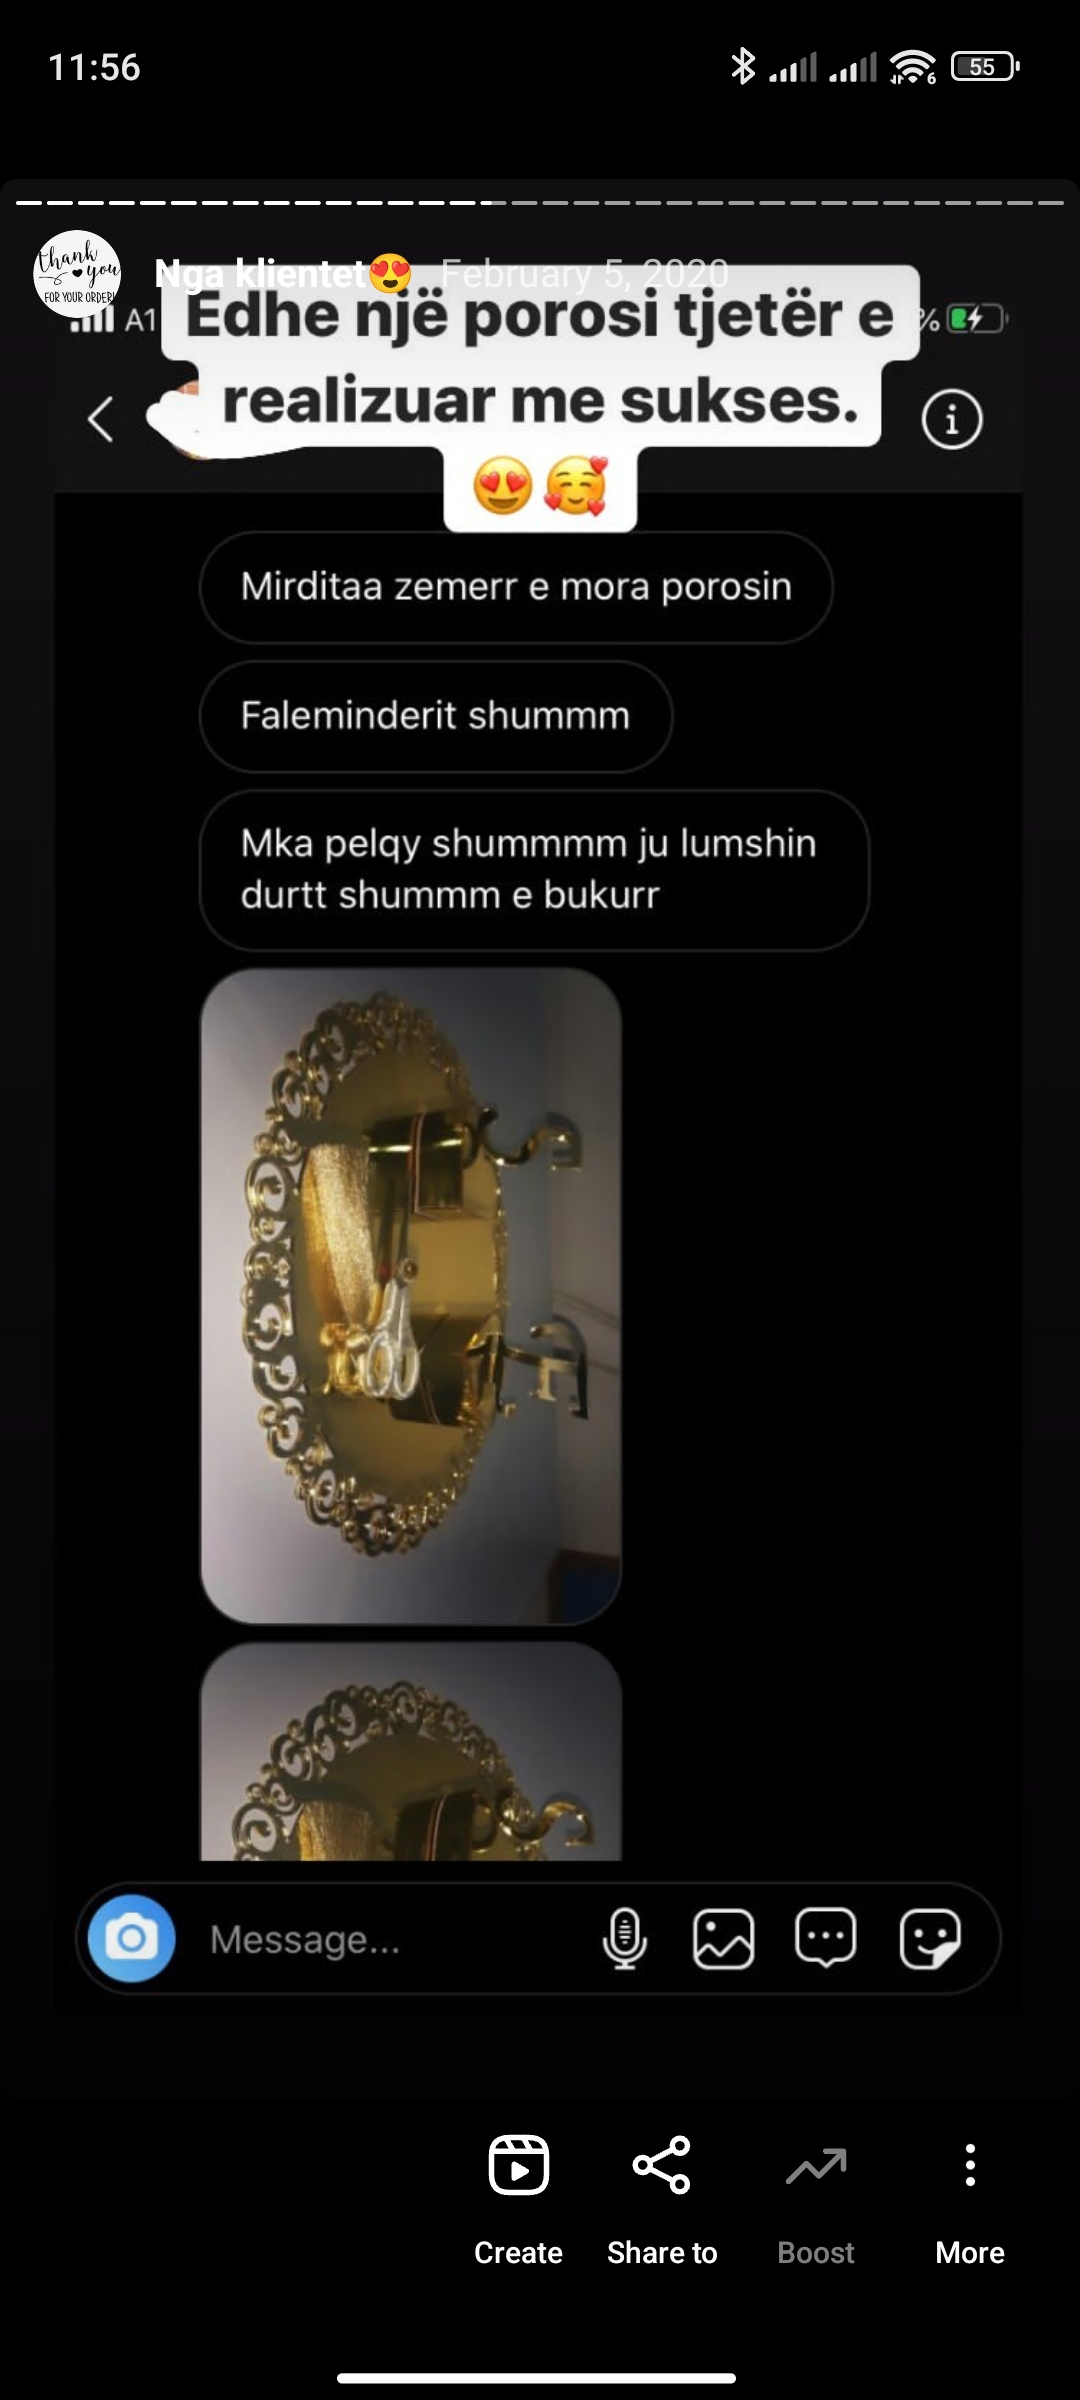 11:56
6
55
thank
you
FOR YOUR ORDER!
Nga klientet😍 February 5, 2020
A1
%
Edhe një porosi tjetër e
realizuar me sukses.
😍🥰
Mirditaa zemerr e mora porosin
Faleminderit shummm
Mka pelqy shummmm ju lumshin
durtt shummm e bukurr
Message...
Create
Share to
Boost
More